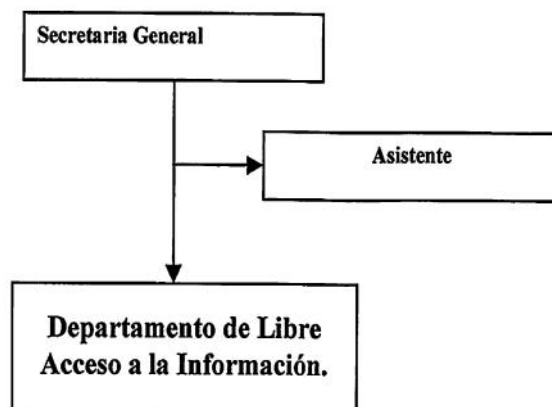 Secretaria General
Asistente
Departamento de Libre
Acceso a la Información.